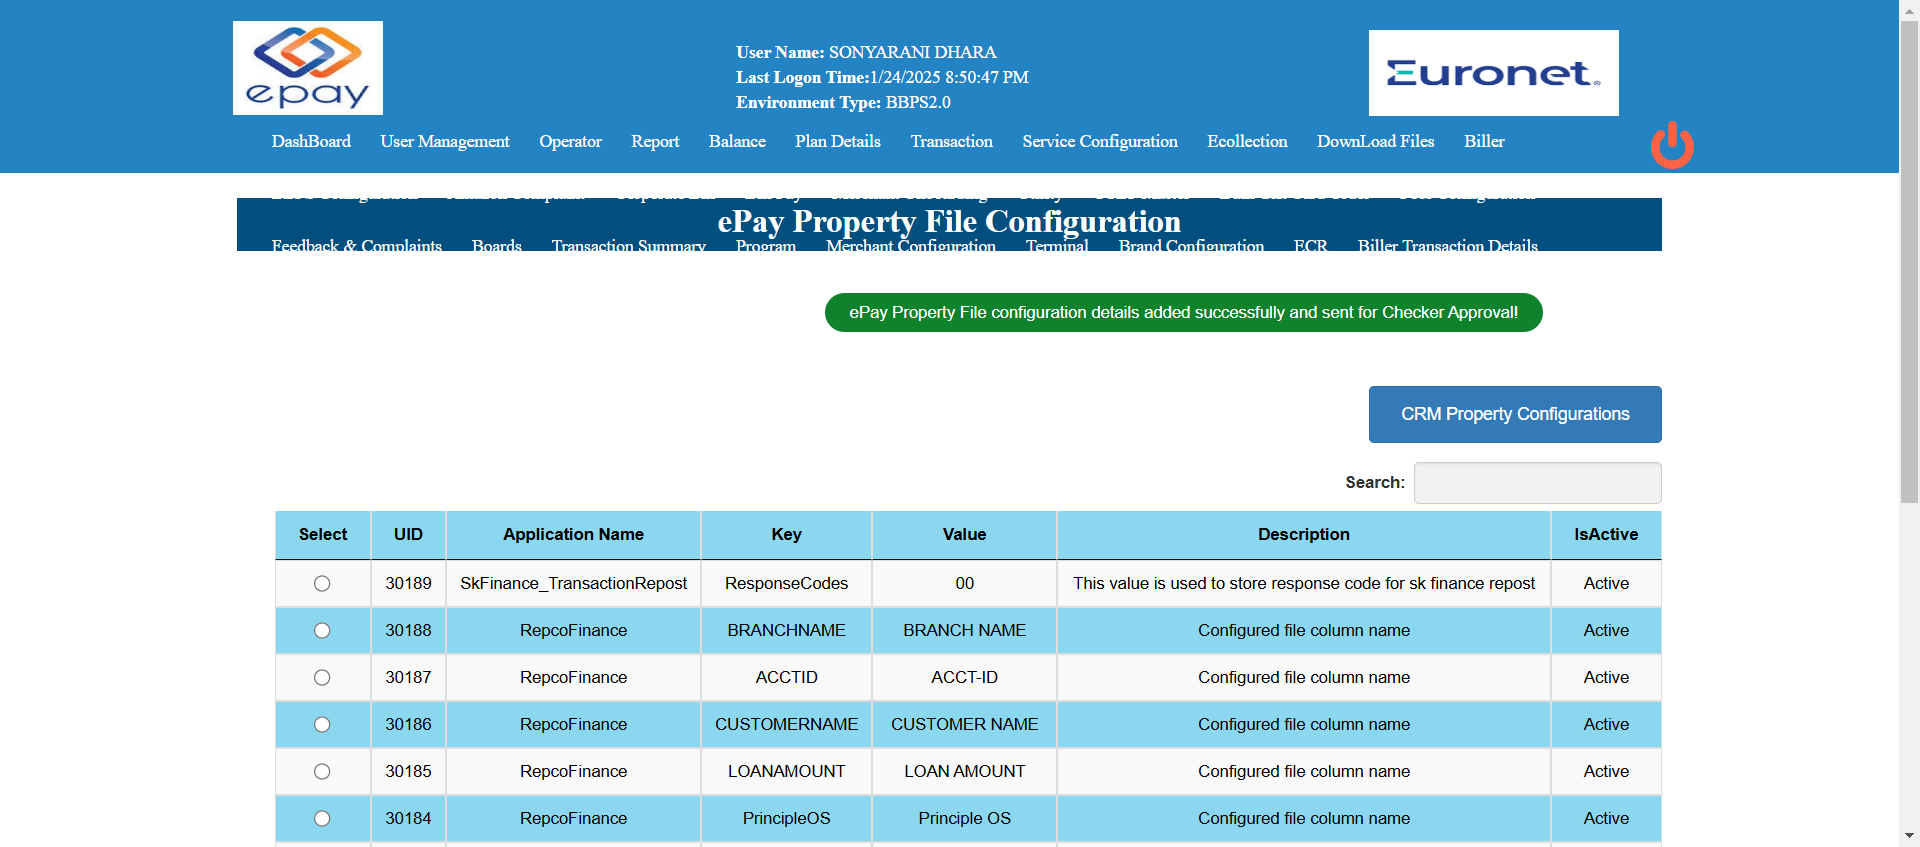 epay
User Name: SONYARANI DHARA
Last Logon Time:1/24/2025 8:50:47 PM
Environment Type: BBPS2.0
Euronet
DashBoard User Management Operator Report Balance Plan Details Transaction Service Configuration Ecollection DownLoad Files Biller
ePay Property File Configuration
Feedback & Complaints Boards Transaction Summary Program Merchant Configuration Terminal Brand Configuration ECR Biller Transaction Details
ePay Property File configuration details added successfully and sent for Checker Approval!
CRM Property Configurations
Search:
Select UID Application Name Key Value Description IsActive
30189 SkFinance_TransactionRepost ResponseCodes 00 This value is used to store response code for sk finance repost Active
30188 RepcoFinance BRANCHNAME BRANCH NAME Configured file column name Active
30187 RepcoFinance ACCTID ACCT-ID Configured file column name Active
30186 RepcoFinance CUSTOMERNAME CUSTOMER NAME Configured file column name Active
30185 RepcoFinance LOANAMOUNT LOAN AMOUNT Configured file column name Active
30184 RepcoFinance PrincipleOS Principle OS Configured file column name Active